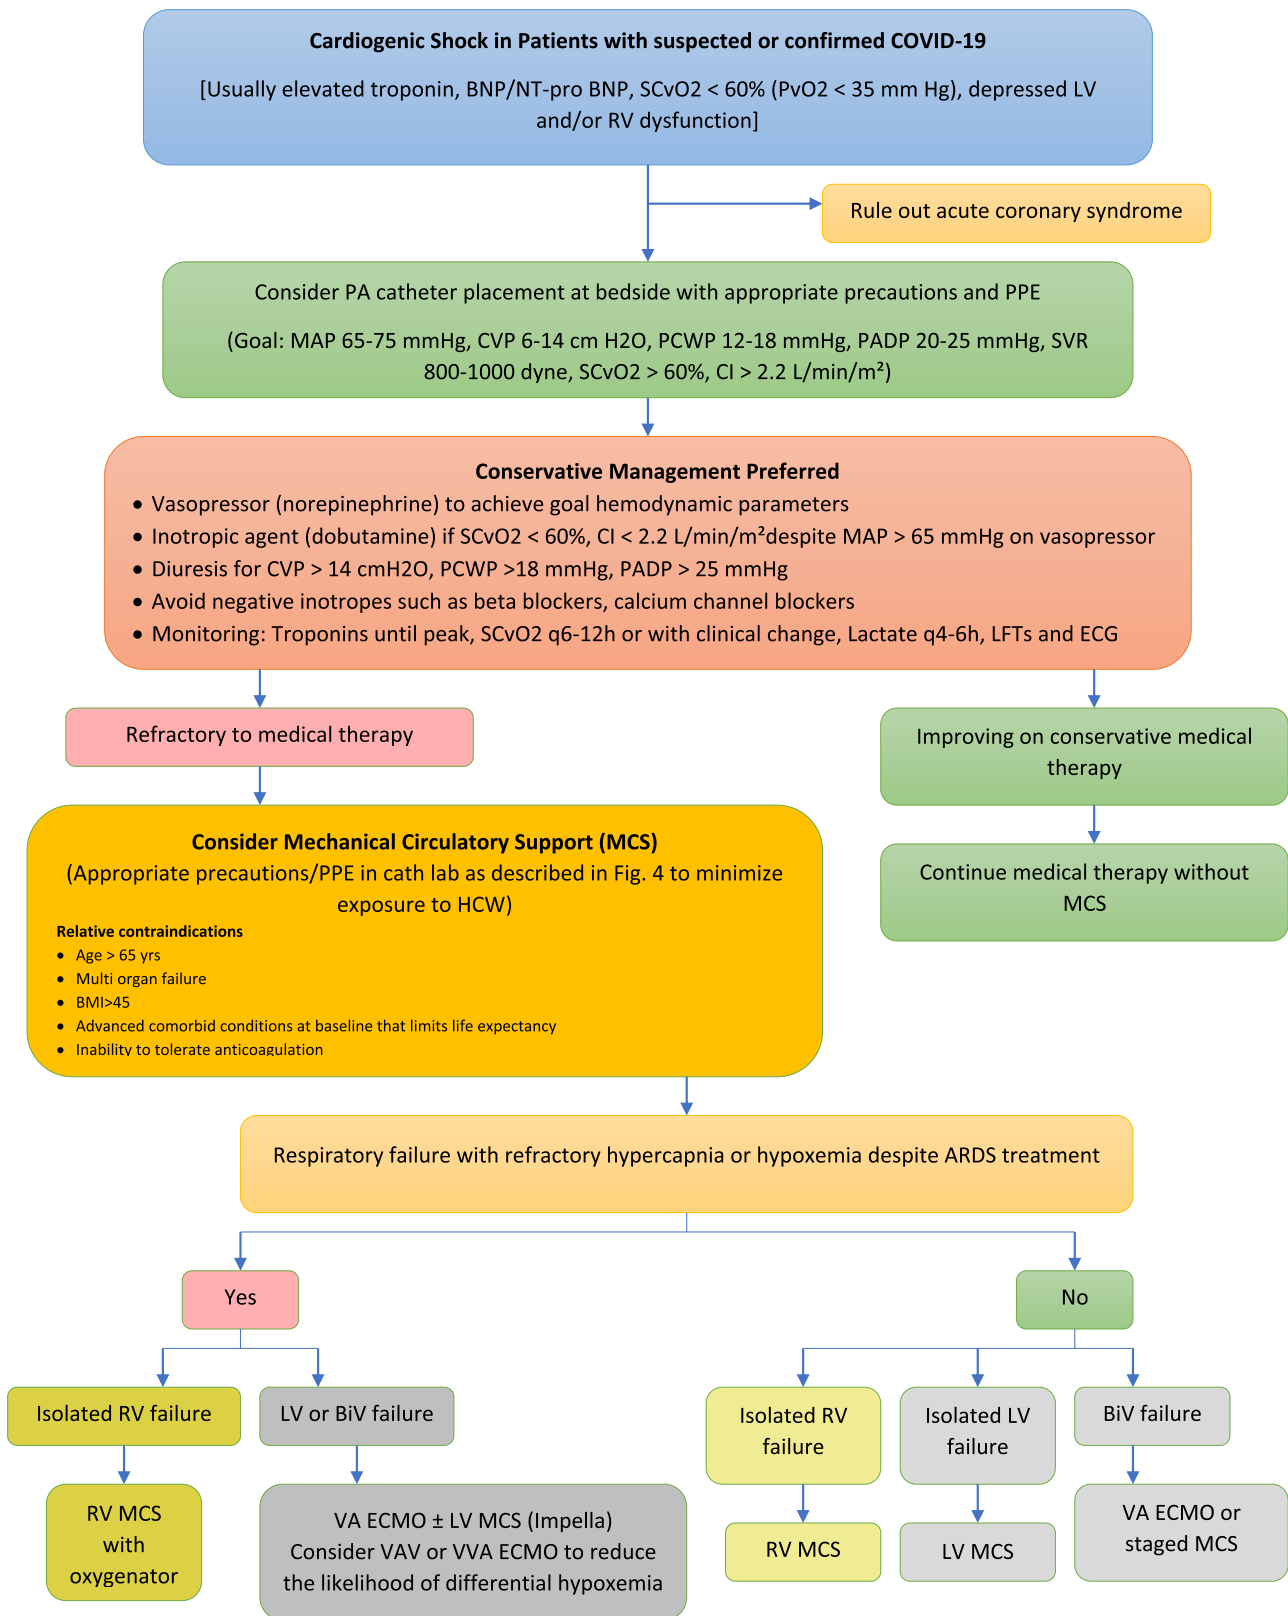 Cardiogenic Shock in Patients with suspected or confirmed COVID-19
[Usually elevated troponin, BNP/NT-pro BNP, SCvO2 < 60% (PvO2 < 35 mm Hg), depressed LV
and/or RV dysfunction]
Rule out acute coronary syndrome
Consider PA catheter placement at bedside with appropriate precautions and PPE
(Goal: MAP 65-75 mmHg, CVP 6-14 cm H2O, PCWP 12-18 mmHg, PADP 20-25 mmHg, SVR
800-1000 dyne, SCvO2 > 60%, CI > 2.2 L/min/m²)
Conservative Management Preferred
• Vasopressor (norepinephrine) to achieve goal hemodynamic parameters
• Inotropic agent (dobutamine) if SCvO2 < 60%, CI < 2.2 L/min/m²despite MAP > 65 mmHg on vasopressor
• Diuresis for CVP > 14 cmH2O, PCWP >18 mmHg, PADP > 25 mmHg
• Avoid negative inotropes such as beta blockers, calcium channel blockers
• Monitoring: Troponins until peak, SCvO2 q6-12h or with clinical change, Lactate q4-6h, LFTs and ECG
Refractory to medical therapy
Improving on conservative medical
therapy
Consider Mechanical Circulatory Support (MCS)
(Appropriate precautions/PPE in cath lab as described in Fig. 4 to minimize
exposure to HCW)
Relative contraindications
• Age > 65 yrs
• Multi organ failure
• BMI>45
• Advanced comorbid conditions at baseline that limits life expectancy
• Inability to tolerate anticoagulation
Continue medical therapy without
MCS
Respiratory failure with refractory hypercapnia or hypoxemia despite ARDS treatment
Yes
No
Isolated RV failure
LV or BiV failure
Isolated RV
failure
Isolated LV
failure
BiV failure
RV MCS
with
oxygenator
VA ECMO ± LV MCS (Impella)
Consider VAV or VVA ECMO to reduce
the likelihood of differential hypoxemia
RV MCS
LV MCS
VA ECMO or
staged MCS